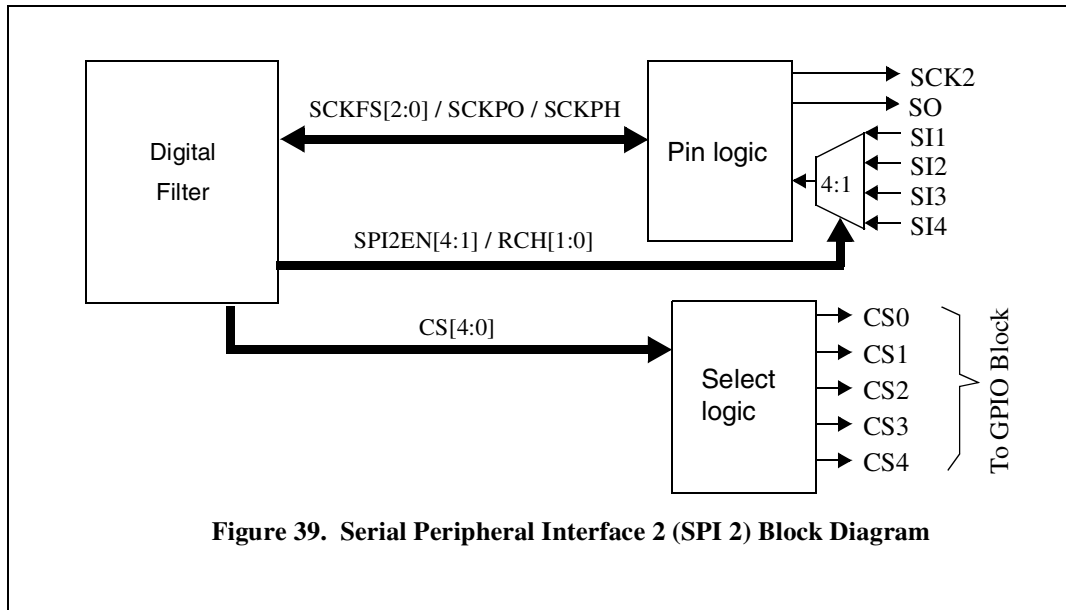 SCK2
SCKFS[2:0] / SCKPO / SCKPH
SO
SI1
Digital
Filter
Pin logic
4:1
SI2
SI3
SI4
SPI2EN[4:1] / RCH[1:0]
CS[4:0]
Select
logic
CS0
CS1
CS2
CS3
CS4
To GPIO Block
Figure 39. Serial Peripheral Interface 2 (SPI 2) Block Diagram